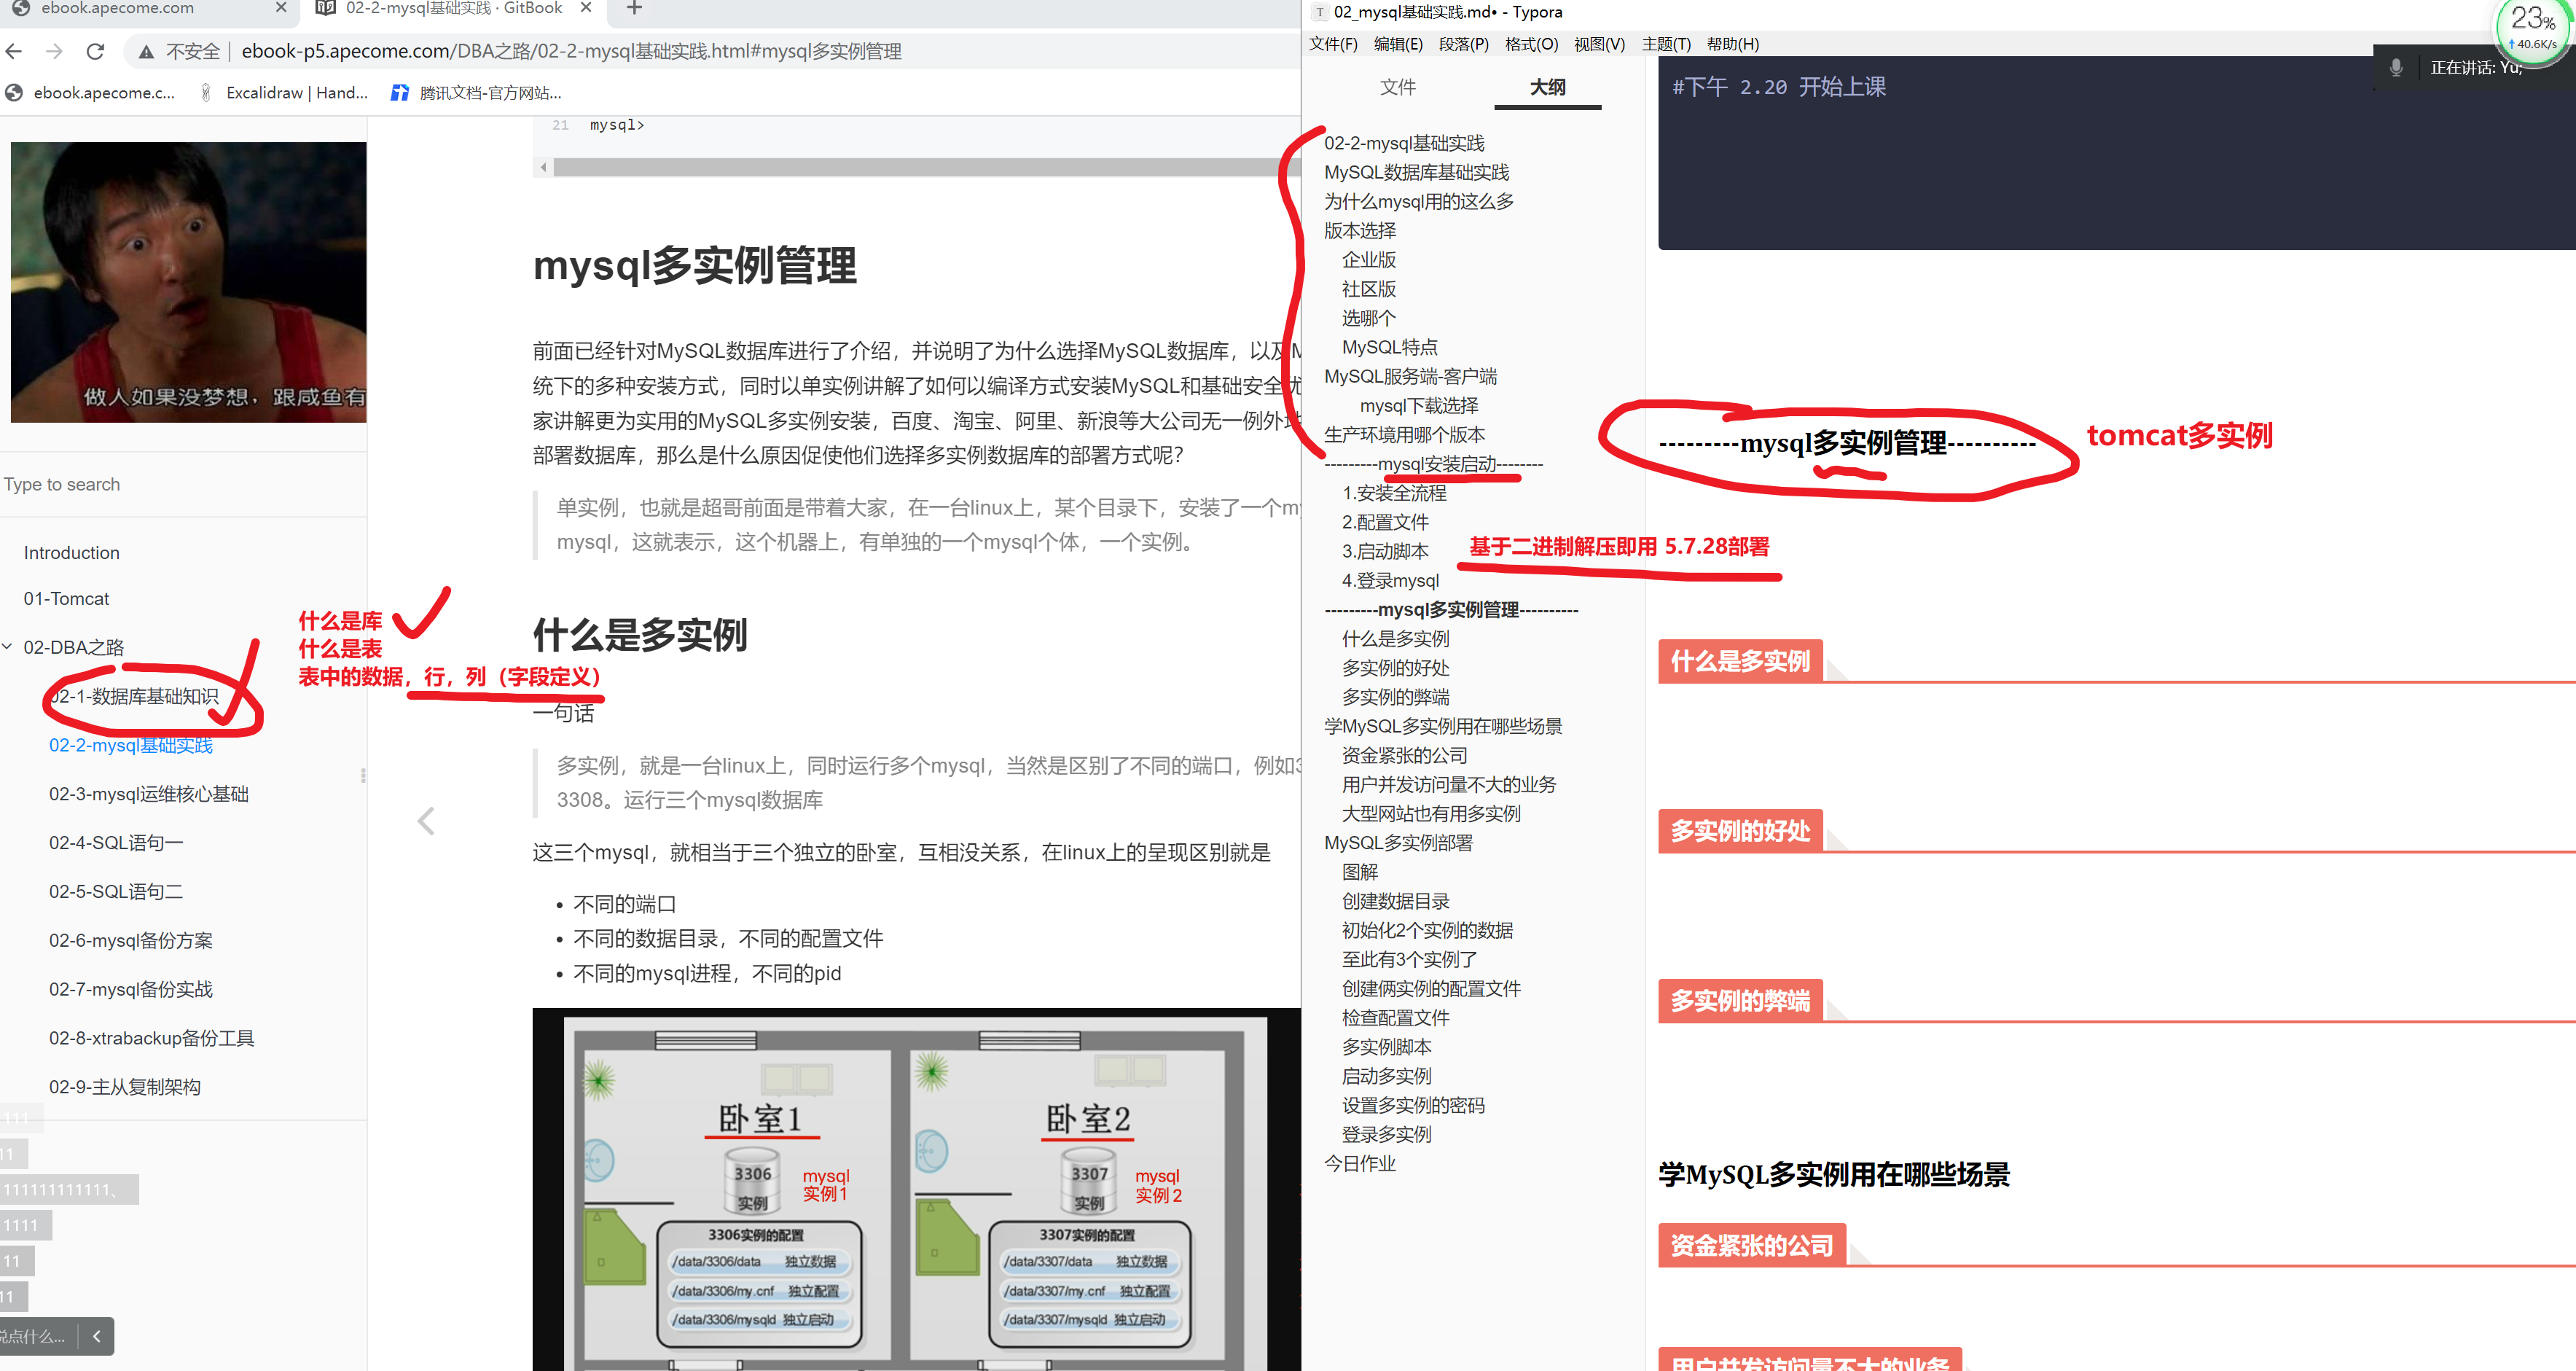 ebook.apecome.com
02-2-mysql基础实践 · GitBook
不安全
ebook-p5.apecome.com/DBA之路/02-2-mysql基础实践.html#mysql多实例管理
ebook.apecome.c...
Excalidraw | Hand...
腾讯文档-官方网站...
做人如果没梦想，跟咸鱼有
Type to search
Introduction
01-Tomcat
02-DBA之路
02-1-数据库基础知识
02-2-mysql基础实践
02-3-mysql运维核心基础
02-4-SQL语句一
02-5-SQL语句二
02-6-mysql备份方案
02-7-mysql备份实战
02-8-xtrabackup备份工具
02-9-主从复制架构
111
11
111111111111、
1111
11
11
说点什么...
什么是库
什么是表
表中的数据，行，列（字段定义）
21 mysql>
mysql多实例管理
前面已经针对MySQL数据库进行了介绍，并说明了为什么选择MySQL数据库，以及M
统下的多种安装方式，同时以单实例讲解了如何以编译方式安装MySQL和基础安全优
家讲解更为实用的MySQL多实例安装，百度、淘宝、阿里、新浪等大公司无一例外地
部署数据库，那么是什么原因促使他们选择多实例数据库的部署方式呢？
单实例，也就是超哥前面是带着大家，在一台linux上，某个目录下，安装了一个my
mysql，这就表示，这个机器上，有单独的一个mysql个体，一个实例。
什么是多实例
一句话
多实例，就是一台linux上，同时运行多个mysql，当然是区别了不同的端口，例如3
3308。运行三个mysql数据库
这三个mysql，就相当于三个独立的卧室，互相没关系，在linux上的呈现区别就是
不同的端口
不同的数据目录，不同的配置文件
不同的mysql进程，不同的pid
卧室1
3306
实例
mysql
实例1
3306实例的配置
/data/3306/data 独立数据
/data/3306/my.cnf 独立配置
/data/3306/mysqld 独立启动
卧室2
3307
实例
mysql
实例2
3307实例的配置
/data/3307/data 独立数据
/data/3307/my.cnf 独立配置
/data/3307/mysqld 独立启动
02_mysql基础实践.md• - Typora
文件(F) 编辑(E) 段落(P) 格式(O) 视图(V) 主题(T) 帮助(H)
文件 大纲
02-2-mysql基础实践
MySQL数据库基础实践
为什么mysql用的这么多
版本选择
企业版
社区版
选哪个
MySQL特点
MySQL服务端-客户端
mysql下载选择
生产环境用哪个版本
---------mysql安装启动--------
1.安装全流程
2.配置文件
3.启动脚本
4.登录mysql
---------mysql多实例管理----------
什么是多实例
多实例的好处
多实例的弊端
学MySQL多实例用在哪些场景
资金紧张的公司
用户并发访问量不大的业务
大型网站也有用多实例
MySQL多实例部署
图解
创建数据目录
初始化2个实例的数据
至此有3个实例了
创建俩实例的配置文件
检查配置文件
多实例脚本
启动多实例
设置多实例的密码
登录多实例
今日作业
基于二进制解压即用 5.7.28部署
23%
40.6K/s
正在讲话: Yu;
#下午 2.20 开始上课
---------mysql多实例管理----------
tomcat多实例
什么是多实例
多实例的好处
多实例的弊端
学MySQL多实例用在哪些场景
资金紧张的公司
用户并发访问量不大的业务